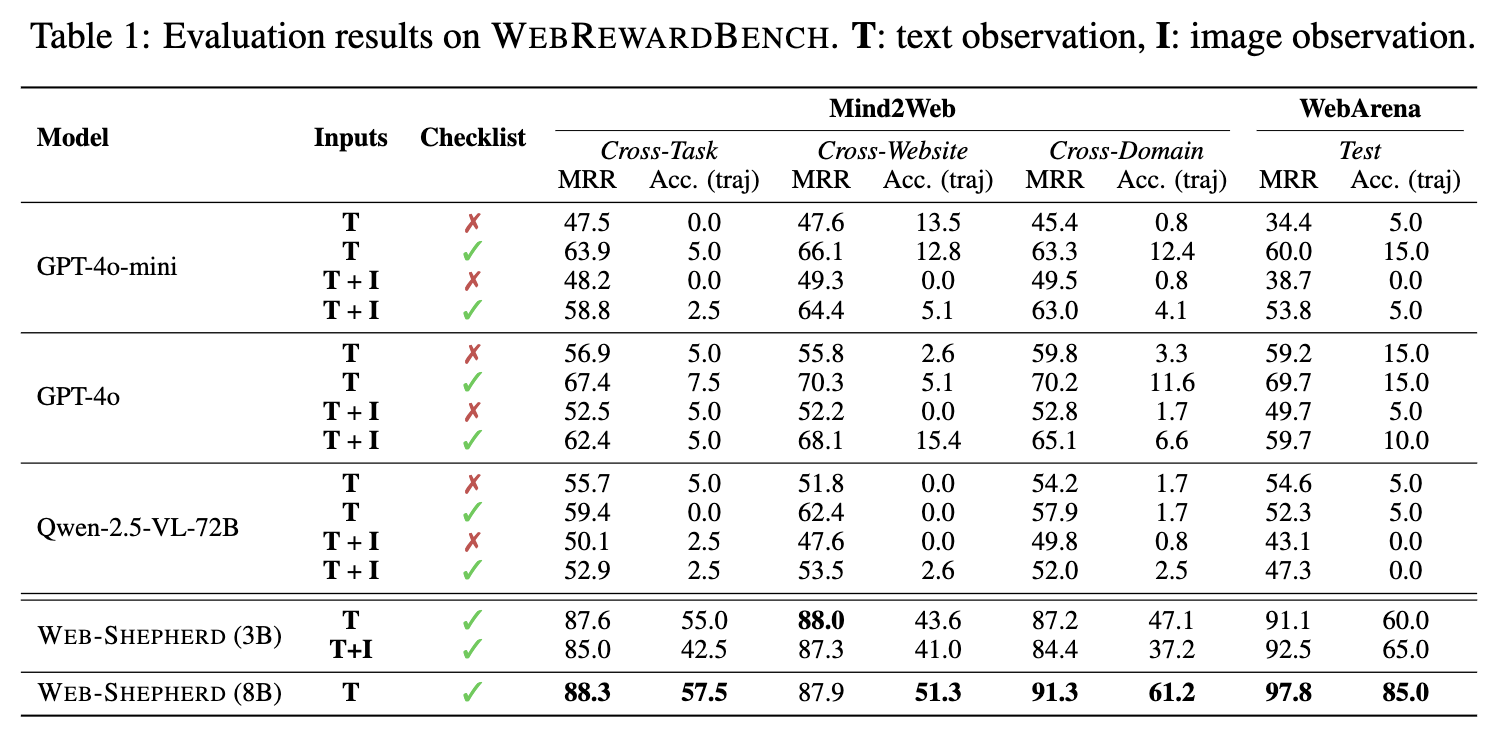 Table 1: Evaluation results on WEBREWARDBENCH. T: text observation, I: image observation.
Model Inputs Checklist Mind2Web WebArena
Cross-Task Cross-Website Cross-Domain Test
MRR Acc. (traj) MRR Acc. (traj) MRR Acc. (traj) MRR Acc. (traj)
GPT-4o-mini
T ✗ 47.5 0.0 47.6 13.5 45.4 0.8 34.4 5.0
T ✓ 63.9 5.0 66.1 12.8 63.3 12.4 60.0 15.0
T + I ✗ 48.2 0.0 49.3 0.0 49.5 0.8 38.7 0.0
T + I ✓ 58.8 2.5 64.4 5.1 63.0 4.1 53.8 5.0
GPT-4o
T ✗ 56.9 5.0 55.8 2.6 59.8 3.3 59.2 15.0
T ✓ 67.4 7.5 70.3 5.1 70.2 11.6 69.7 15.0
T + I ✗ 52.5 5.0 52.2 0.0 52.8 1.7 49.7 5.0
T + I ✓ 62.4 5.0 68.1 15.4 65.1 6.6 59.7 10.0
Qwen-2.5-VL-72B
T ✗ 55.7 5.0 51.8 0.0 54.2 1.7 54.6 5.0
T ✓ 59.4 0.0 62.4 0.0 57.9 1.7 52.3 5.0
T + I ✗ 50.1 2.5 47.6 0.0 49.8 0.8 43.1 0.0
T + I ✓ 52.9 2.5 53.5 2.6 52.0 2.5 47.3 0.0
WEB-SHEPHERD (3B)
T ✓ 87.6 55.0 88.0 43.6 87.2 47.1 91.1 60.0
T+I ✓ 85.0 42.5 87.3 41.0 84.4 37.2 92.5 65.0
WEB-SHEPHERD (8B) T ✓ 88.3 57.5 87.9 51.3 91.3 61.2 97.8 85.0